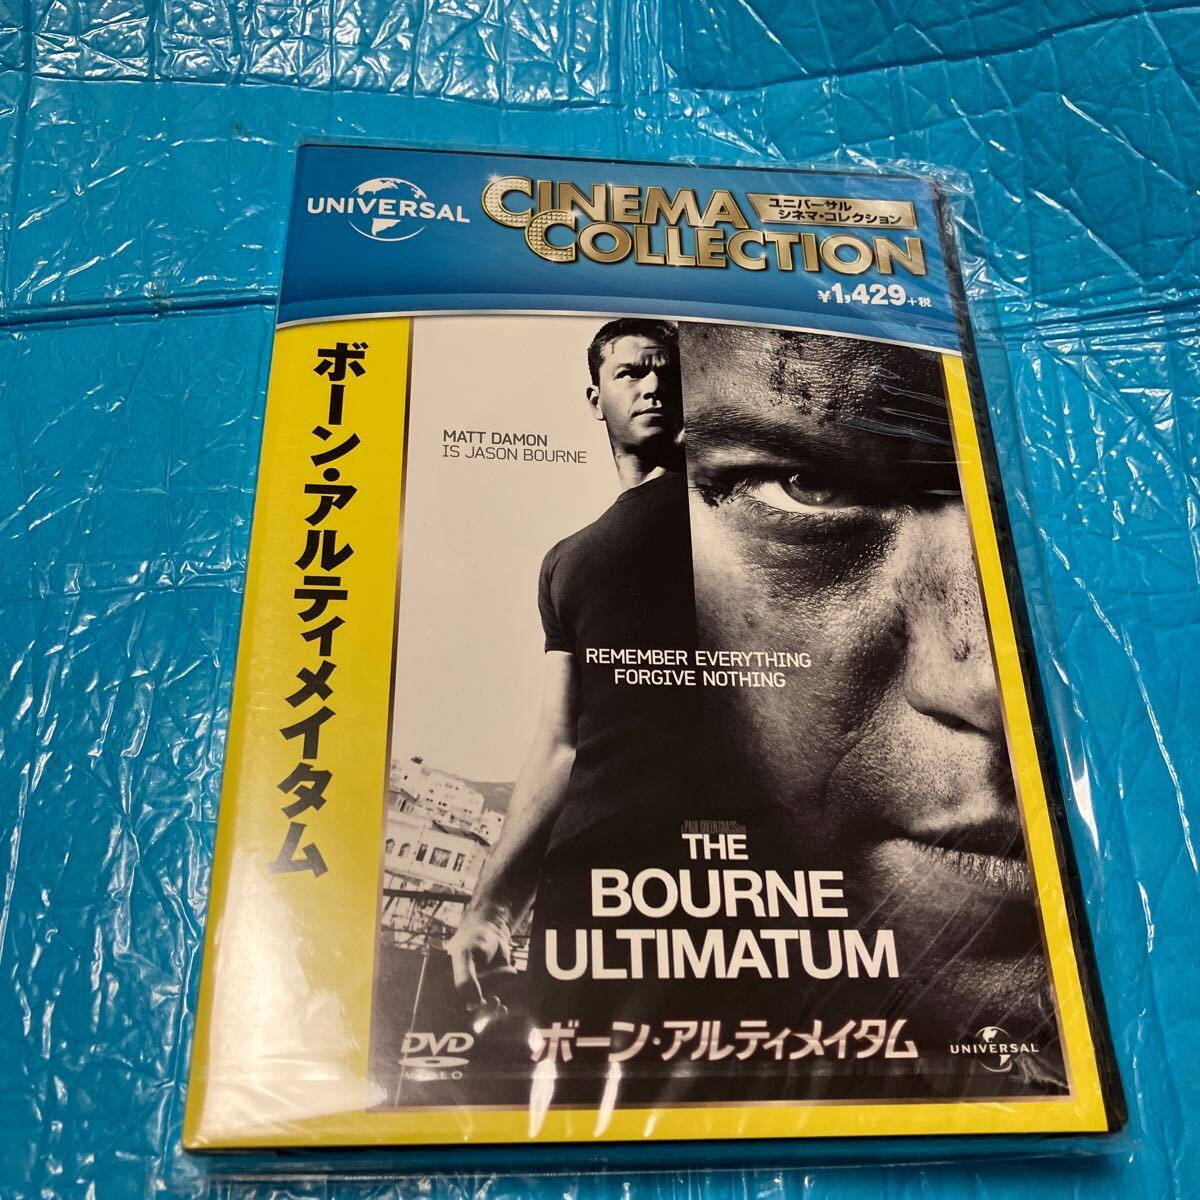 UNIVERSAL
CINEMA
COLLECTION
ユニバーサル
シネマ・コレクション
¥1,429+税
ボーン・アルティメイタム
MATT DAMON
IS JASON BOURNE
REMEMBER EVERYTHING
FORGIVE NOTHING
THE
BOURNE
ULTIMATUM
DVD
VIDEO
ボーン・アルティメイタム
UNIVERSAL